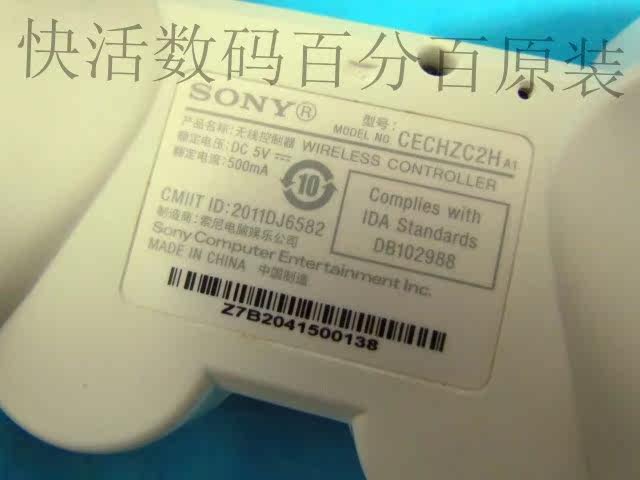 快活数码百分百原装
SONY®
型号:
MODEL NO. CECHZC2H A1
产品名称:无线控制器 WIRELESS CONTROLLER
额定电压:DC 5V
额定电流:500mA
10
Complies with
IDA Standards
DB102988
CMIIT ID:2011DJ6582
制造商:索尼电脑娱乐公司
Sony Computer Entertainment Inc.
MADE IN CHINA 中国制造
Z7B2041500138